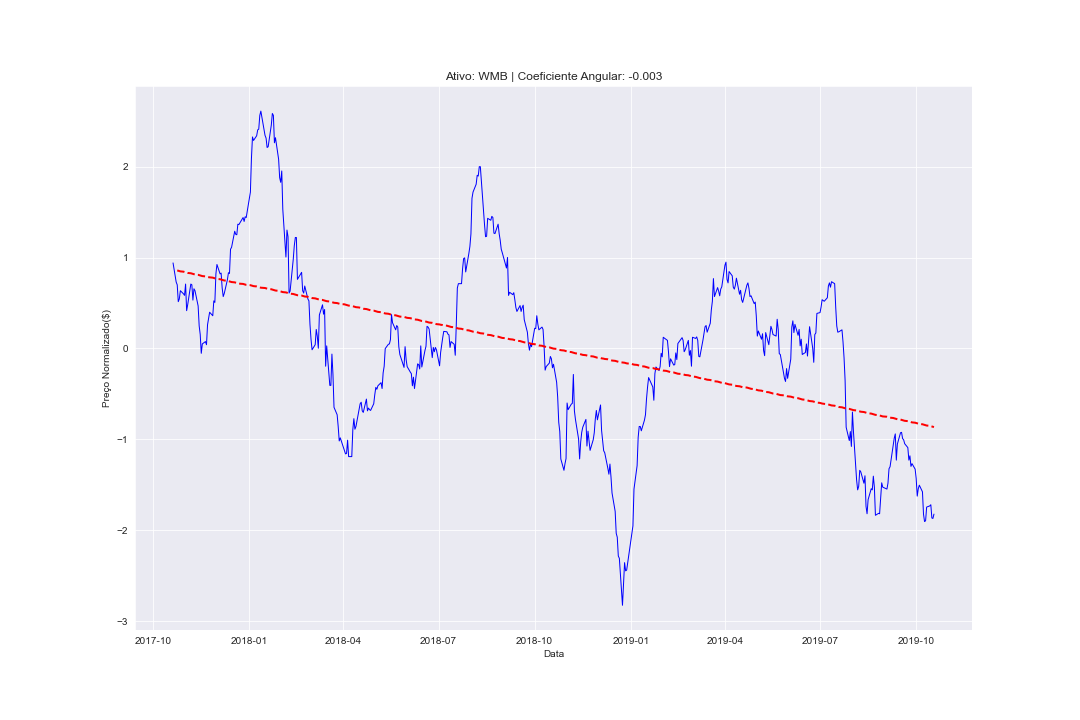 Ativo: WMB | Coeficiente Angular: -0.003
Preço Normalizado($)
2
1
0
−1
−2
−3
2017-10 2018-01 2018-04 2018-07 2018-10 2019-01 2019-04 2019-07 2019-10
Data